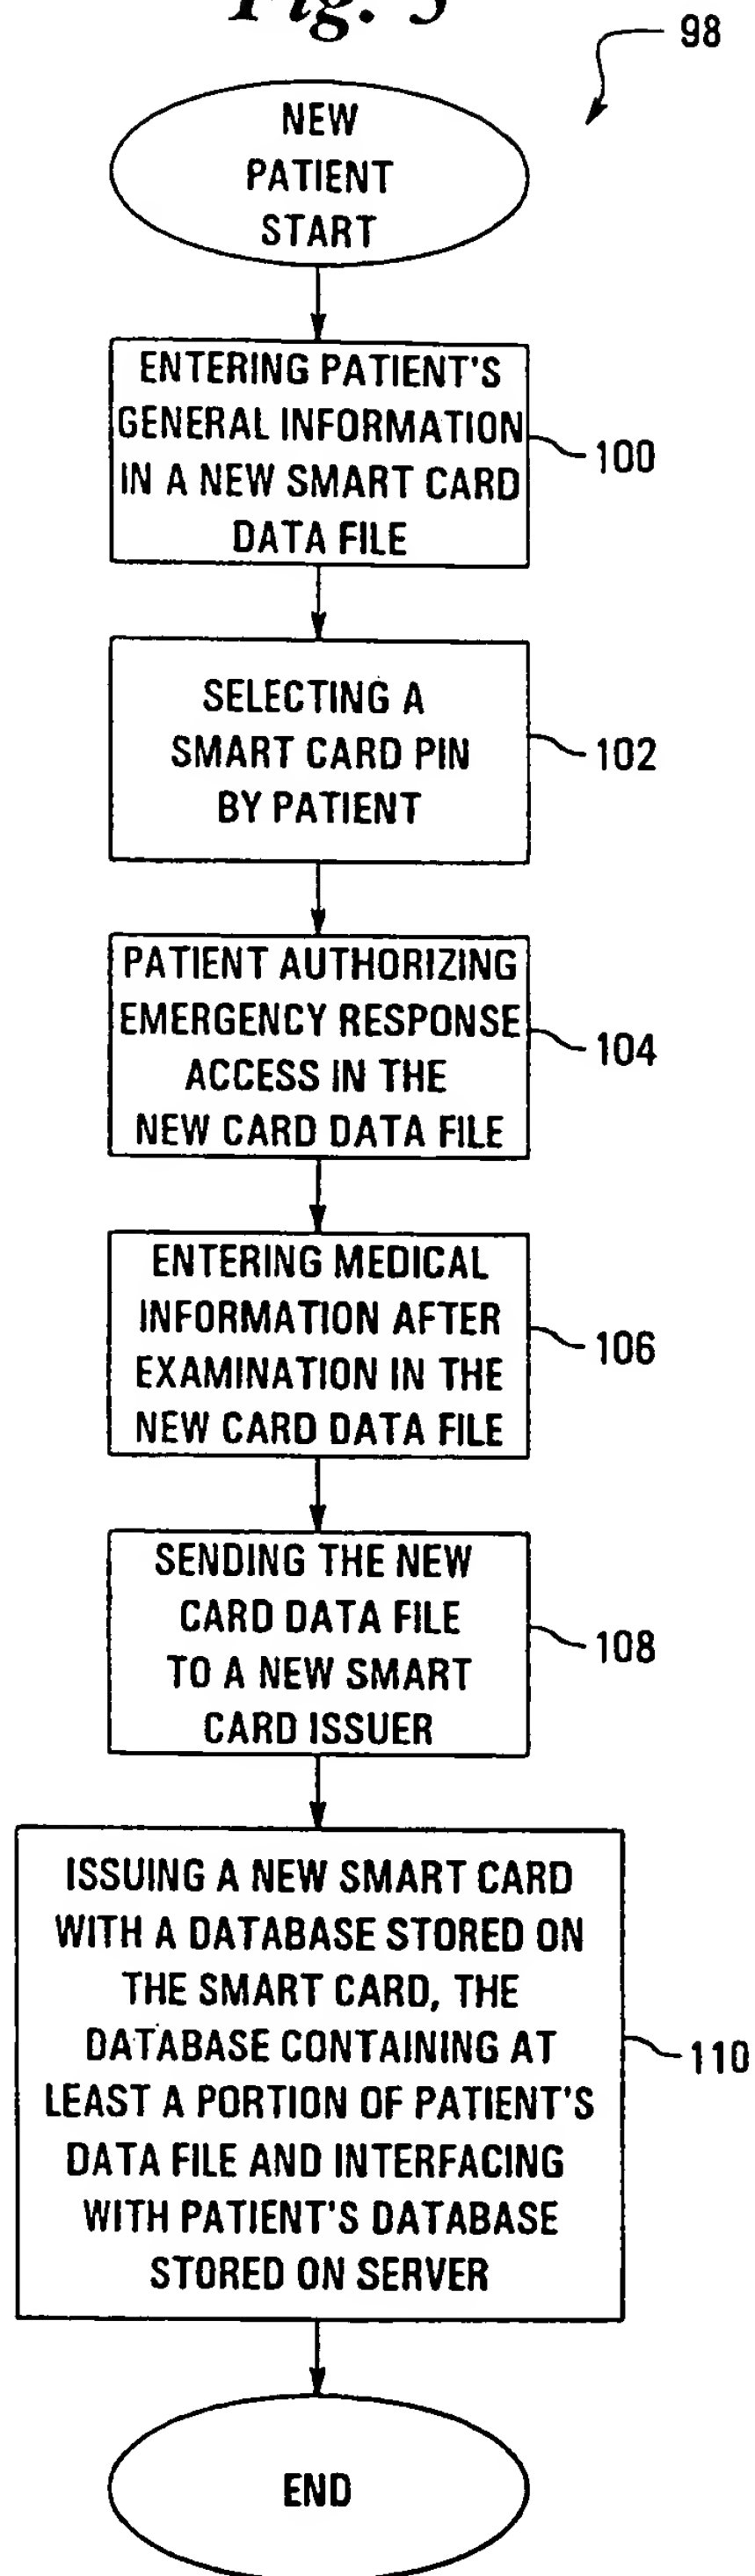 Fig. 5
98
NEW
PATIENT
START
ENTERING PATIENT'S
GENERAL INFORMATION
IN A NEW SMART CARD
DATA FILE
100
SELECTING A
SMART CARD PIN
BY PATIENT
102
PATIENT AUTHORIZING
EMERGENCY RESPONSE
ACCESS IN THE
NEW CARD DATA FILE
104
ENTERING MEDICAL
INFORMATION AFTER
EXAMINATION IN THE
NEW CARD DATA FILE
106
SENDING THE NEW
CARD DATA FILE
TO A NEW SMART
CARD ISSUER
108
ISSUING A NEW SMART CARD
WITH A DATABASE STORED ON
THE SMART CARD, THE
DATABASE CONTAINING AT
LEAST A PORTION OF PATIENT'S
DATA FILE AND INTERFACING
WITH PATIENT'S DATABASE
STORED ON SERVER
110
END